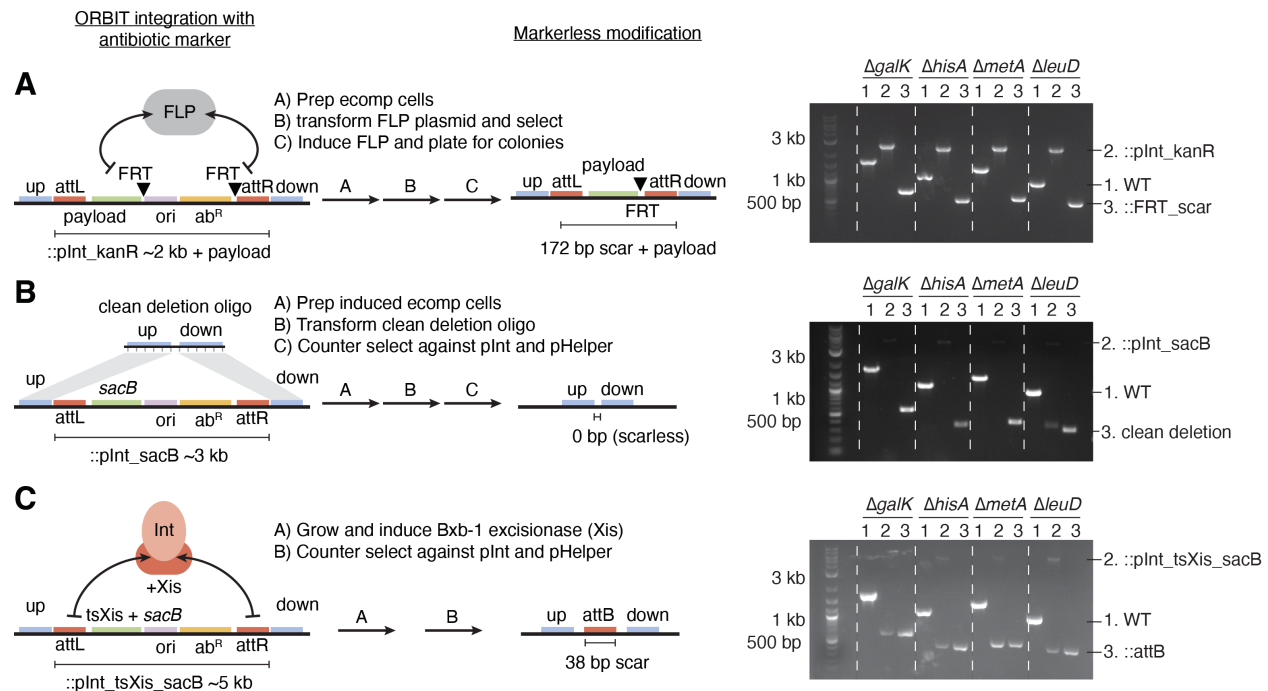 ORBIT integration with
antibiotic marker
Markerless modification
A
FLP
A) Prep ecomp cells
B) transform FLP plasmid and select
C) Induce FLP and plate for colonies
FRT FRT
up attL attR down
payload ori abR
::pInt_kanR ~2 kb + payload
A B C
payload
up attL attR down
FRT
172 bp scar + payload
ΔgalK ΔhisA ΔmetA ΔleuD
1 2 3 1 2 3 1 2 3 1 2 3
3 kb
1 kb
500 bp
2. ::pInt_kanR
1. WT
3. ::FRT_scar
B
clean deletion oligo
up down
A) Prep induced ecomp cells
B) Transform clean deletion oligo
C) Counter select against pInt and pHelper
up sacB down
attL ori abR attR
::pInt_sacB ~3 kb
A B C
up down
0 bp (scarless)
ΔgalK ΔhisA ΔmetA ΔleuD
1 2 3 1 2 3 1 2 3 1 2 3
3 kb
1 kb
500 bp
2. ::pInt_sacB
1. WT
3. clean deletion
C
Int
+Xis
A) Grow and induce Bxb-1 excisionase (Xis)
B) Counter select against pInt and pHelper
up tsXis + sacB down
attL ori abR attR
::pInt_tsXis_sacB ~5 kb
A B
up attB down
38 bp scar
ΔgalK ΔhisA ΔmetA ΔleuD
1 2 3 1 2 3 1 2 3 1 2 3
3 kb
1 kb
500 bp
2. ::pInt_tsXis_sacB
1. WT
3. ::attB